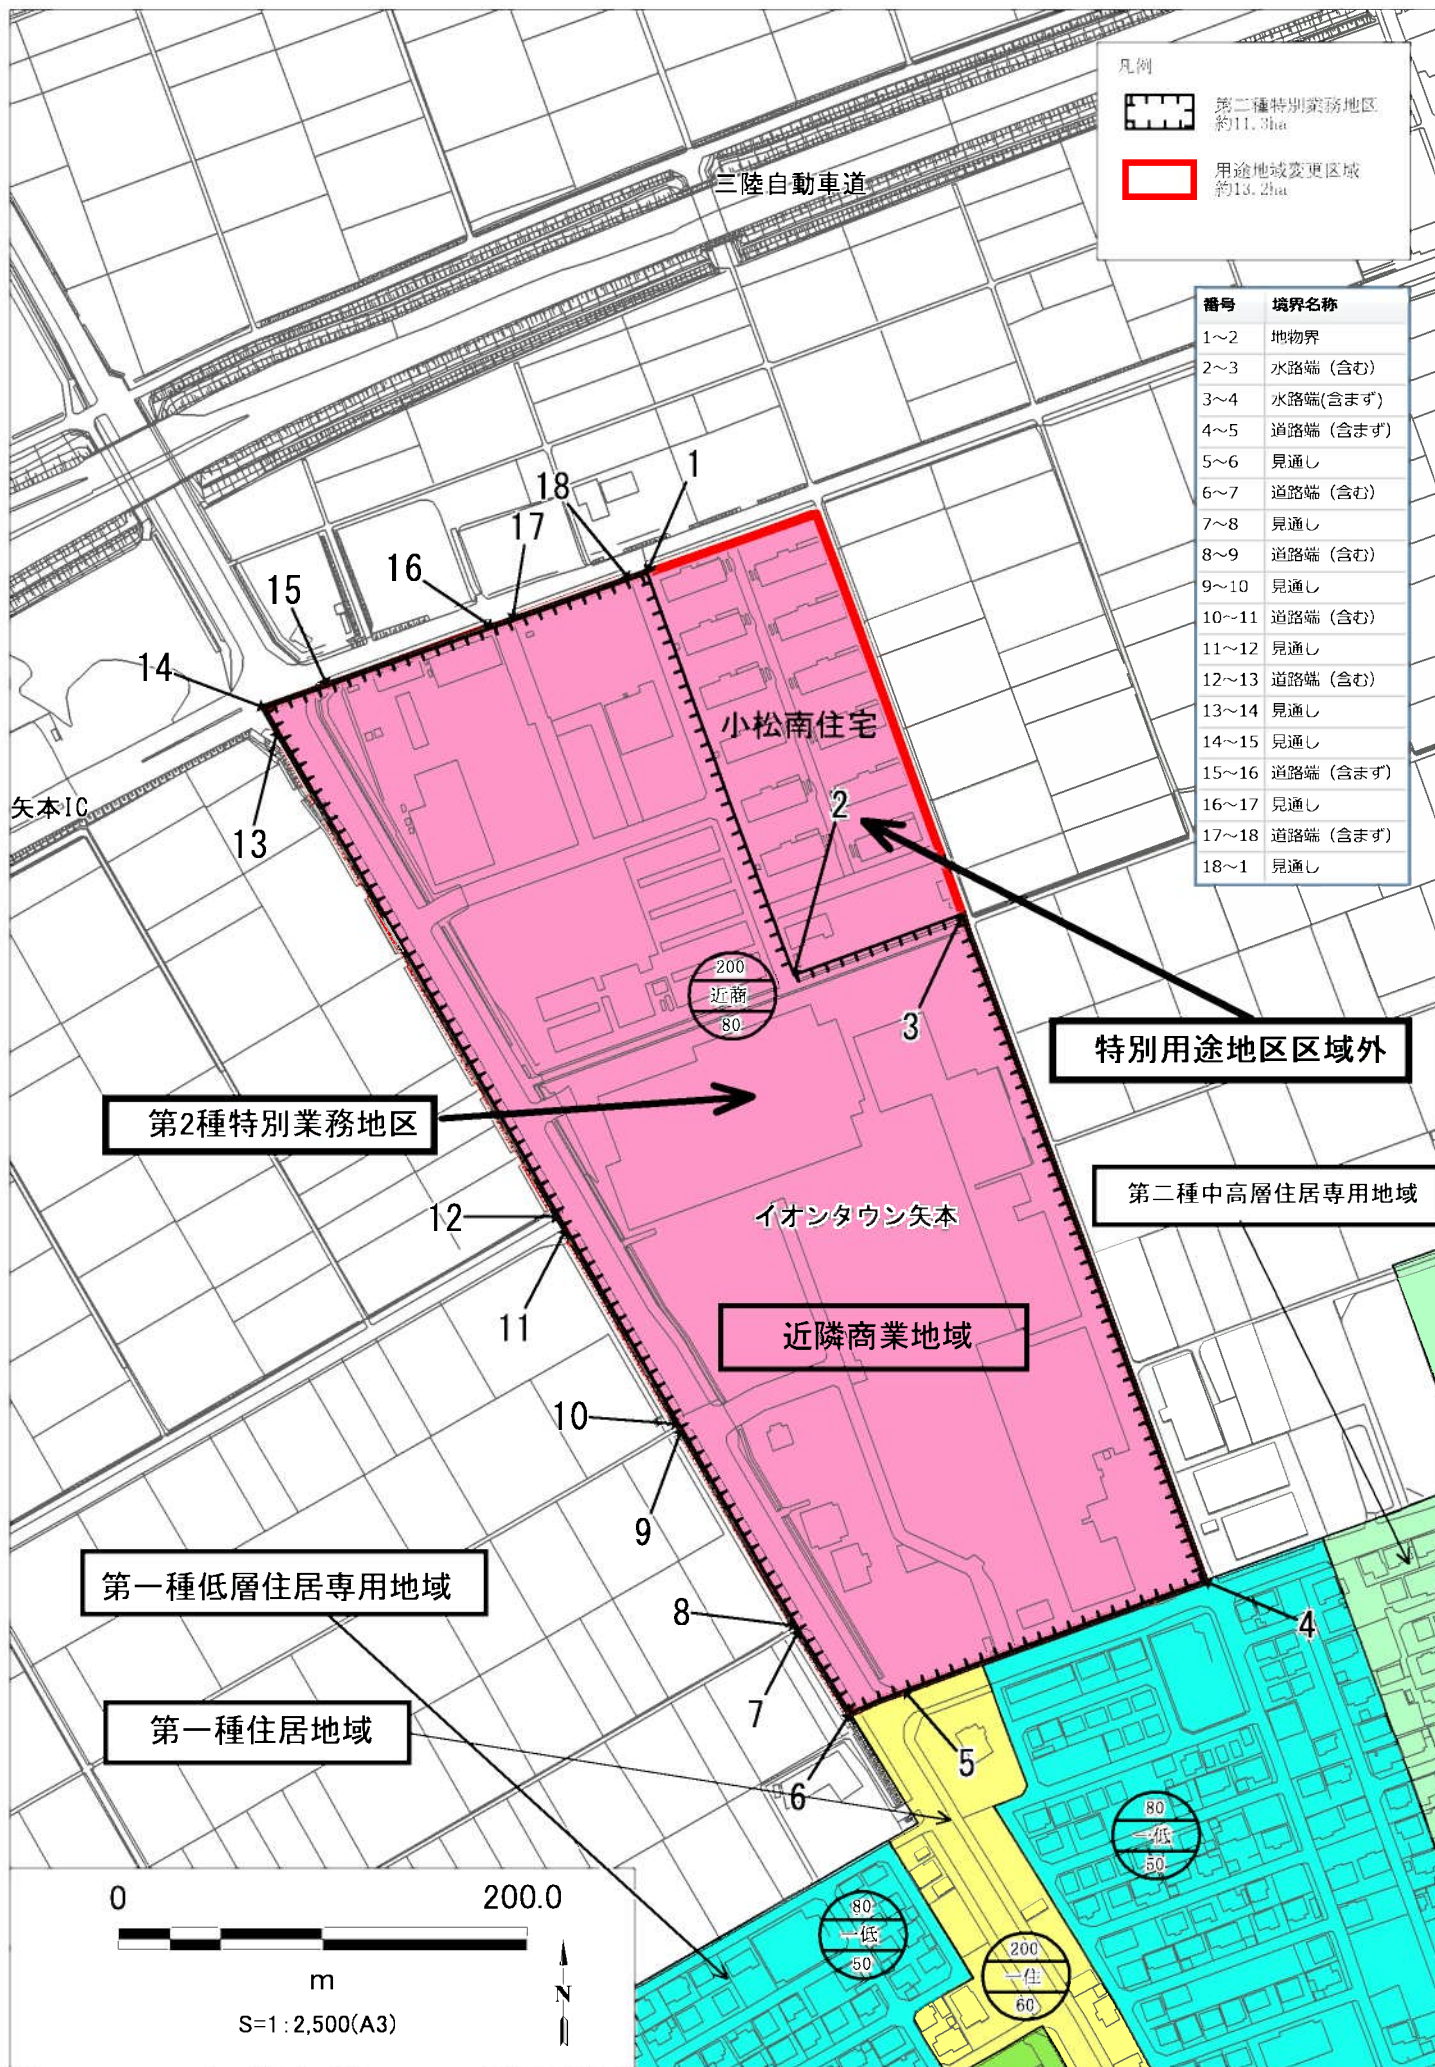 凡例
第二種特別業務地区
約11.3ha
用途地域変更区域
約13.2ha
三陸自動車道
番号 境界名称
1～2 地物界
2～3 水路端（含む）
3～4 水路端(含まず)
4～5 道路端（含まず）
5～6 見通し
6～7 道路端（含む）
7～8 見通し
8～9 道路端（含む）
9～10 見通し
10～11 道路端（含む）
11～12 見通し
12～13 道路端（含む）
13～14 見通し
14～15 見通し
15～16 道路端（含まず）
16～17 見通し
17～18 道路端（含まず）
18～1 見通し
1
18
17
16
15
14
13
矢本IC
小松南住宅
2
200
近商
80
3
特別用途地区区域外
第2種特別業務地区
第二種中高層住居専用地域
12
11
イオンタウン矢本
近隣商業地域
10
9
第一種低層住居専用地域
8
7
4
第一種住居地域
5
6
80
一低
50
80
一低
50
200
一住
60
0 200.0
m
N
S=1:2,500(A3)